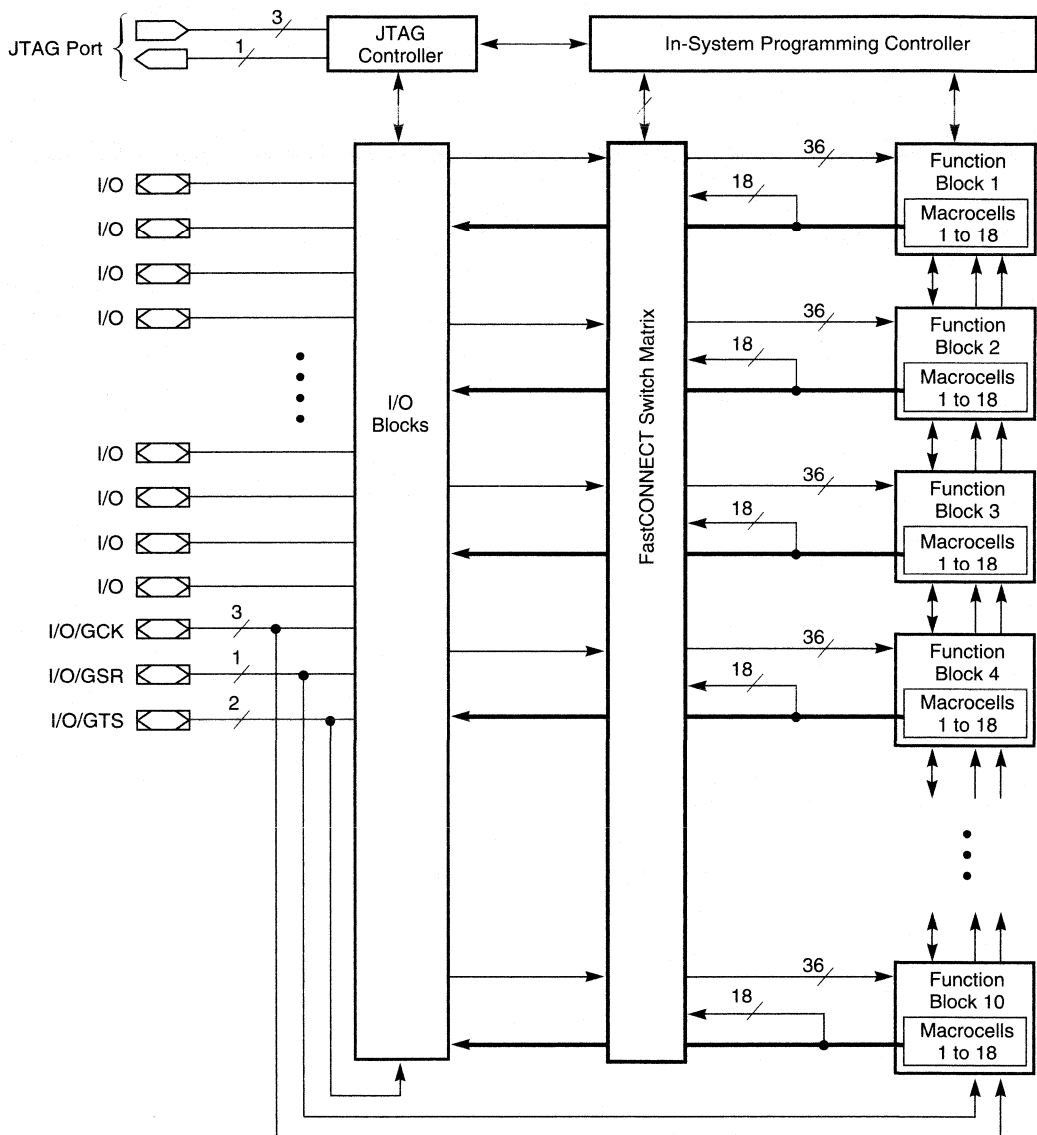 3
JTAG Port
1
JTAG
Controller
In-System Programming Controller
I/O
I/O
I/O
I/O
I/O
I/O
I/O
I/O
I/O/GCK
3
I/O/GSR
1
I/O/GTS
2
I/O
Blocks
FastCONNECT Switch Matrix
36
18
Function
Block 1
Macrocells
1 to 18
36
18
Function
Block 2
Macrocells
1 to 18
36
18
Function
Block 3
Macrocells
1 to 18
36
18
Function
Block 4
Macrocells
1 to 18
36
18
Function
Block 10
Macrocells
1 to 18